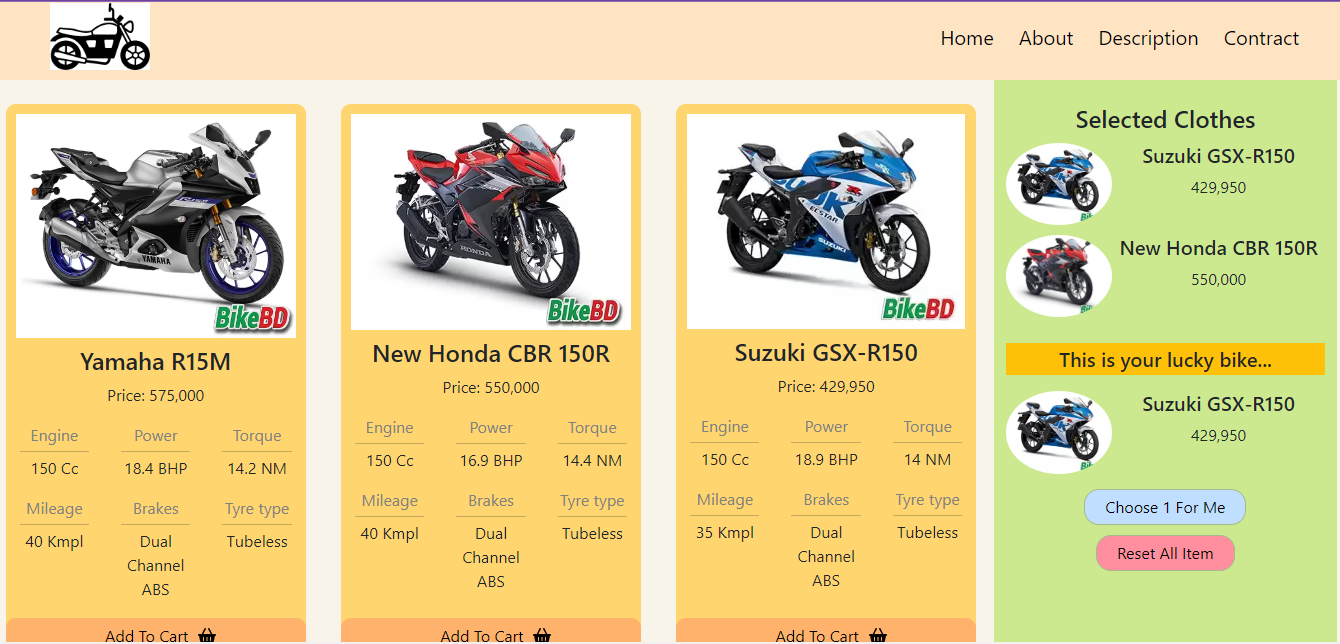 Home About Description Contract
BikeBD
Yamaha R15M
Price: 575,000
Engine Power Torque
150 Cc 18.4 BHP 14.2 NM
Mileage Brakes Tyre type
40 Kmpl Dual Channel ABS Tubeless
Add To Cart
HONDA
BikeBD
New Honda CBR 150R
Price: 550,000
Engine Power Torque
150 Cc 16.9 BHP 14.4 NM
Mileage Brakes Tyre type
40 Kmpl Dual Channel ABS Tubeless
Add To Cart
ECSTAR
SUZUKI
BikeBD
Suzuki GSX-R150
Price: 429,950
Engine Power Torque
150 Cc 18.9 BHP 14 NM
Mileage Brakes Tyre type
35 Kmpl Dual Channel ABS Tubeless
Add To Cart
Selected Clothes
Suzuki GSX-R150
429,950
New Honda CBR 150R
550,000
This is your lucky bike...
Suzuki GSX-R150
429,950
Choose 1 For Me
Reset All Item